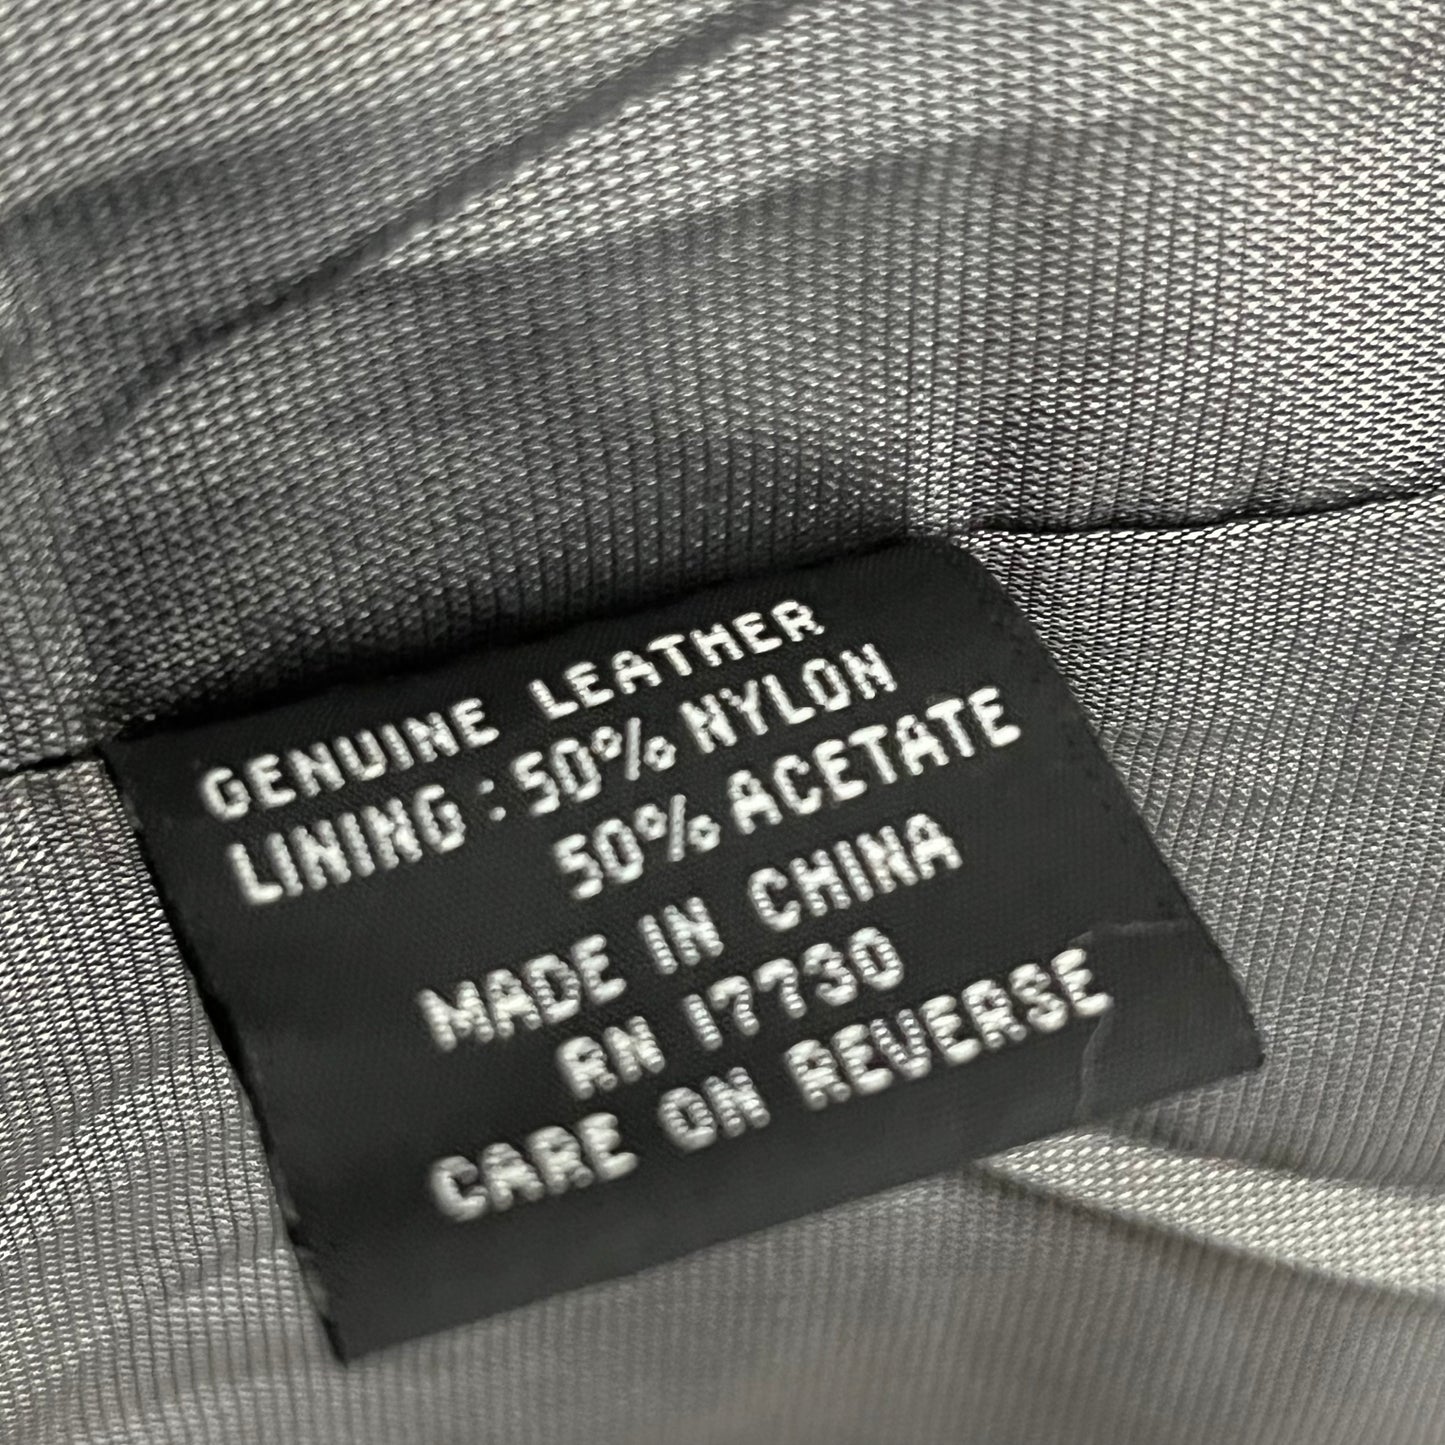 GENUINE LEATHER
LINING : 50% NYLON
50% ACETATE
MADE IN CHINA
RN 17730
CARE ON REVERSE